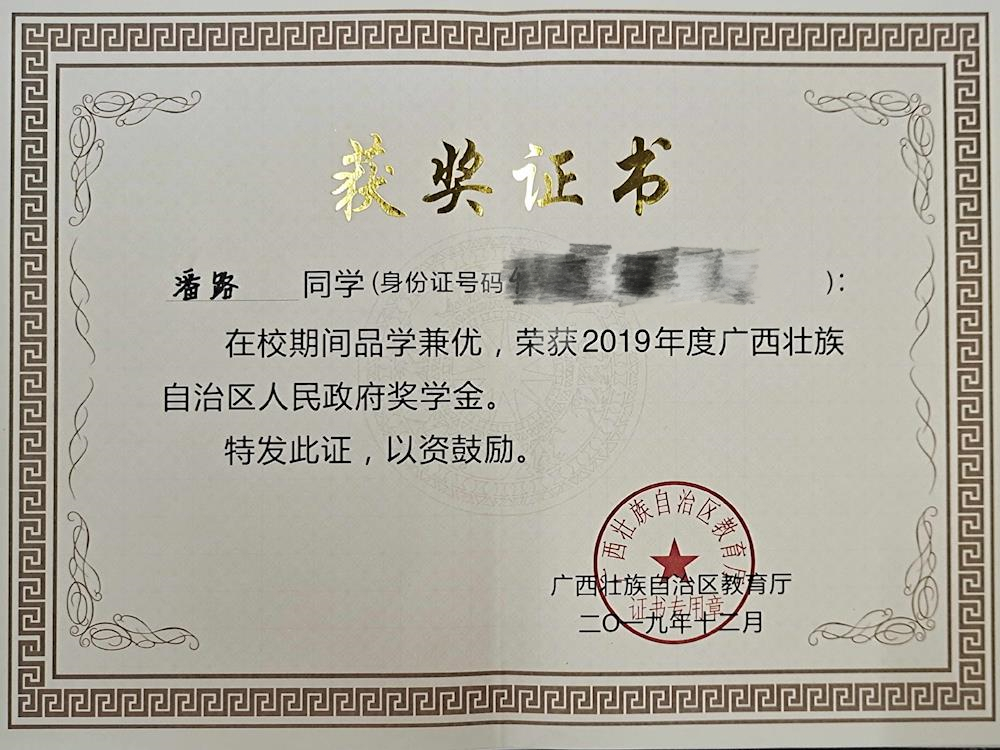 获奖证书
潘路 同学(身份证号码 ):
在校期间品学兼优，荣获2019年度广西壮族
自治区人民政府奖学金。
特发此证，以资鼓励。
广西壮族自治区教育厅
广西壮族自治区教育厅
证书专用章
二〇一九年十二月